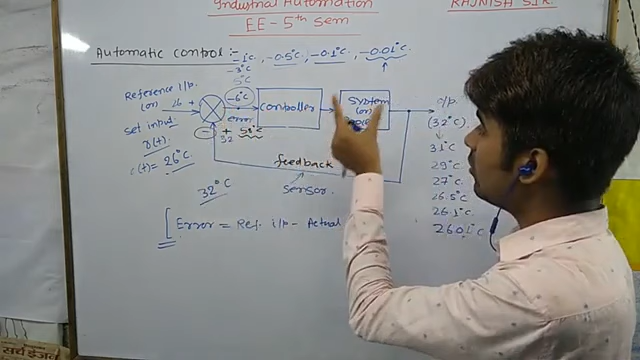 Industrial Automation
EE - 5th Sem
RAJNISH SIR.
Automatic control :-
-1°C, -0.5°C, -0.1°C, -0.01°C.
-3°C
5°C
-6°C
error
Reference i/p.
(or)
set input.
r(t).
r(t)= 26°C
26 +
Controller
System
(or)
+
32
feedback
sensor.
32°C
o/p.
(32°C)
31°C
29°C
27°C
26.5°C
26.1°C.
26.01°C
Error = Ref. i/p - Actual